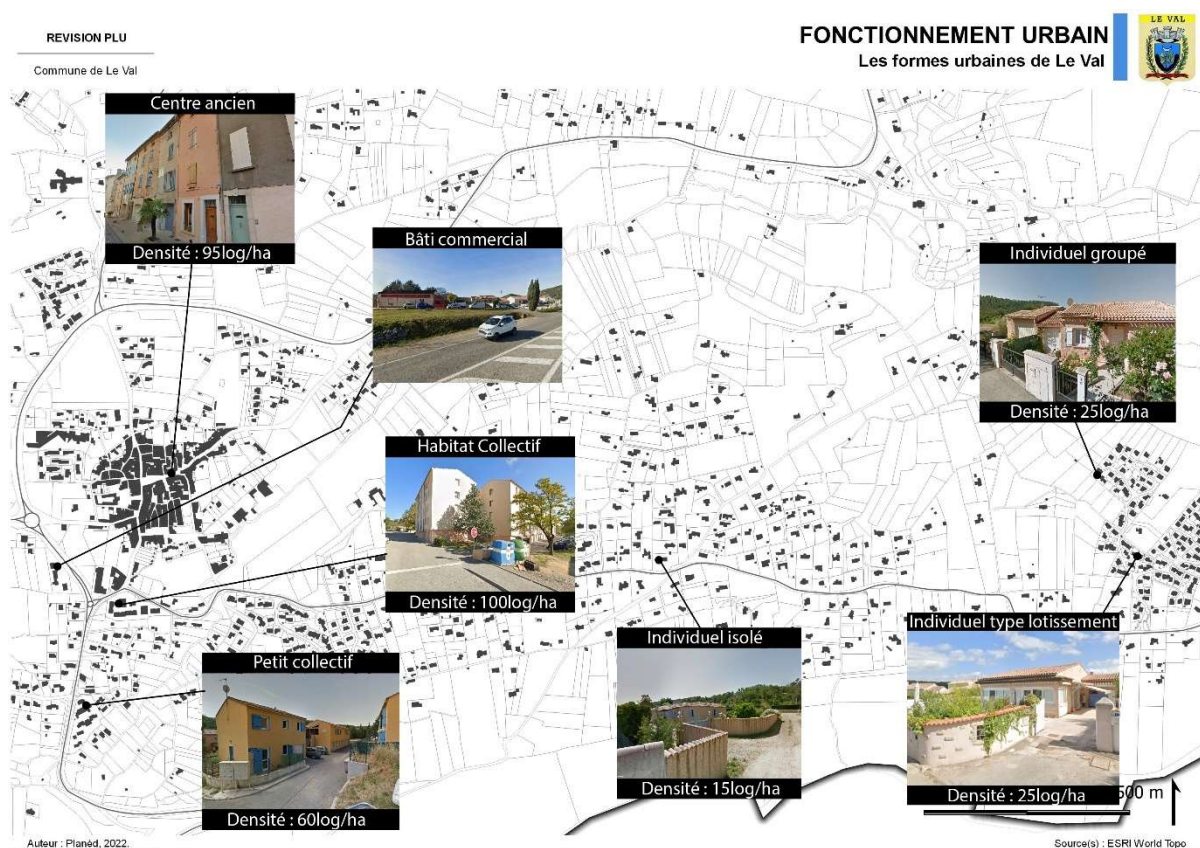 REVISION PLU
Commune de Le Val
FONCTIONNEMENT URBAIN
Les formes urbaines de Le Val
LE VAL
Centre ancien
Densité : 95log/ha
Bâti commercial
Individuel groupé
Densité : 25log/ha
Habitat Collectif
Densité : 100log/ha
Individuel type lotissement
Densité : 25log/ha
Individuel isolé
Densité : 15log/ha
Petit collectif
Densité : 60log/ha
500 m
Auteur : Planèd, 2022.
Source(s) : ESRI World Topo